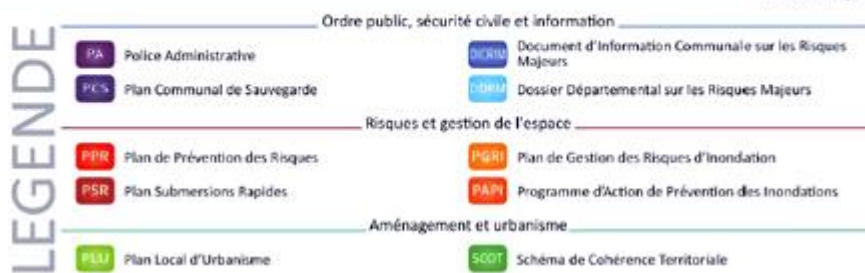 LEGENDE
Ordre public, sécurité civile et information
PA Police Administrative
DCRIM Document d'Information Communale sur les Risques
Majeurs
PCS Plan Communal de Sauvegarde
DDRM Dossier Départemental sur les Risques Majeurs
Risques et gestion de l'espace
PPR Plan de Prévention des Risques
PGRI Plan de Gestion des Risques d'Inondation
PSR Plan Submersions Rapides
PAPI Programme d'Action de Prévention des Inondations
Aménagement et urbanisme
PLU Plan Local d'Urbanisme
SCOT Schéma de Cohérence Territoriale